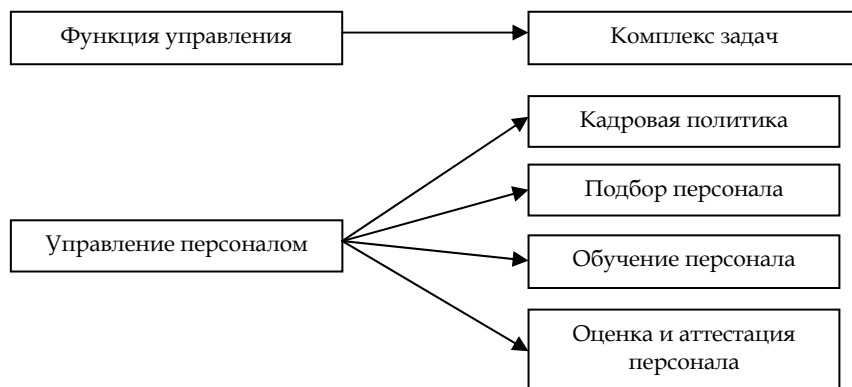 Функция управления
Комплекс задач
Кадровая политика
Подбор персонала
Управление персоналом
Обучение персонала
Оценка и аттестация
персонала